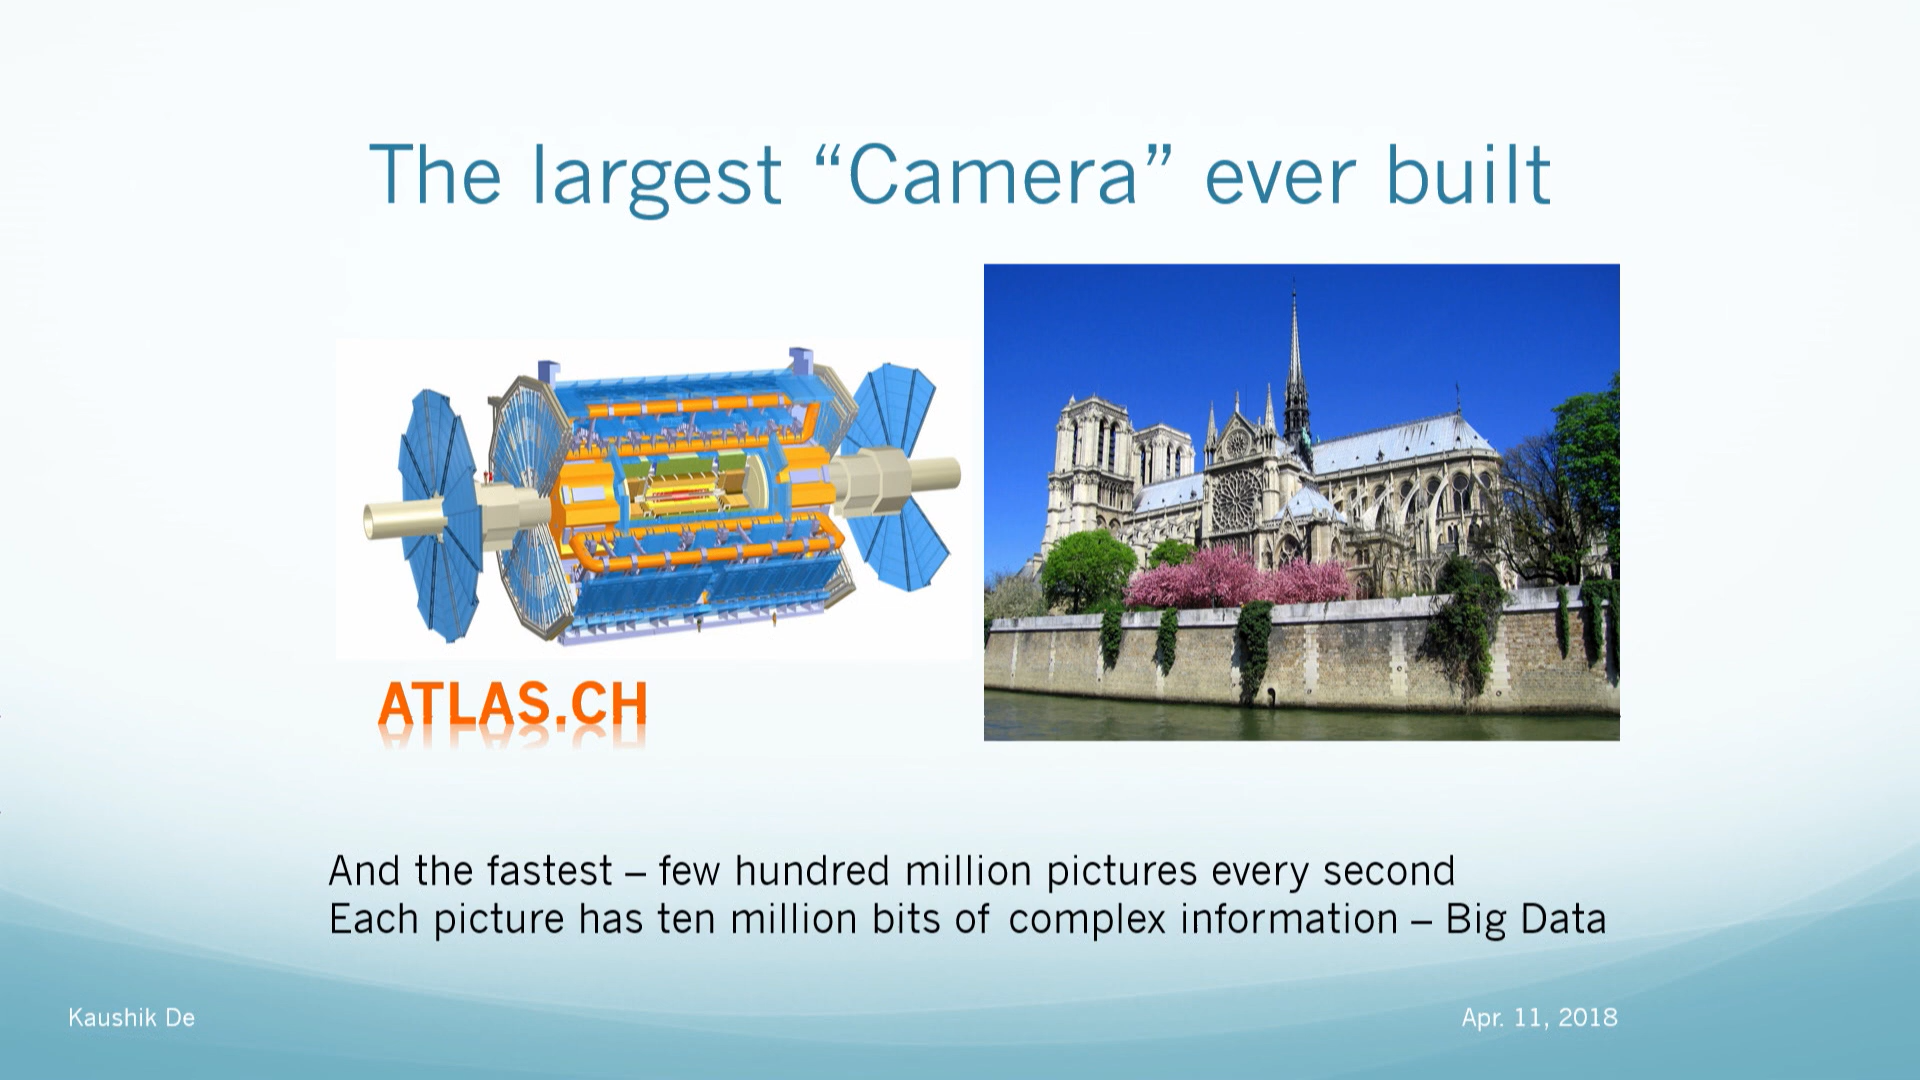 The largest “Camera” ever built
ATLAS.CH
And the fastest – few hundred million pictures every second
Each picture has ten million bits of complex information – Big Data
Kaushik De
Apr. 11, 2018